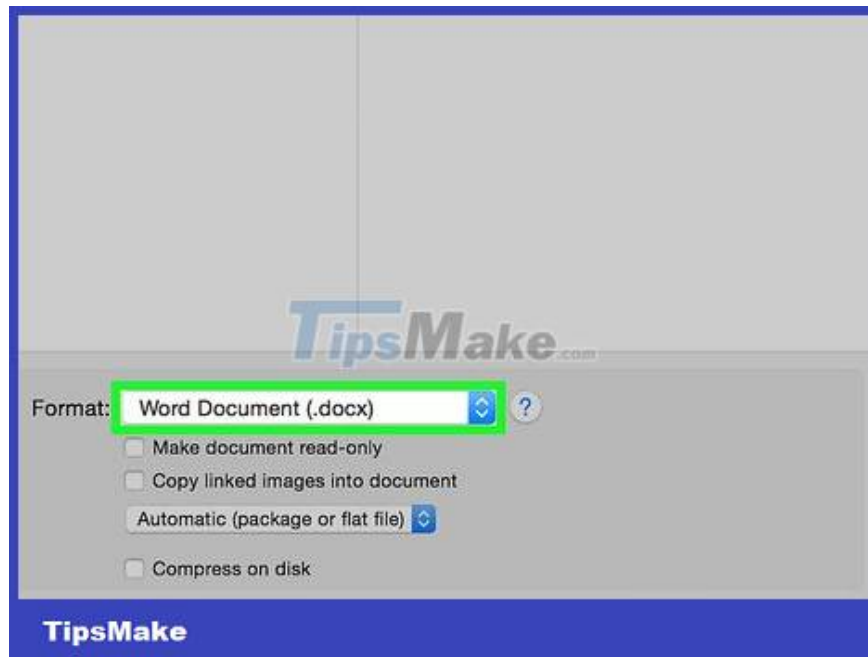 TipsMake.com
Format: Word Document (.docx) ?
Make document read-only
Copy linked images into document
Automatic (package or flat file)
Compress on disk
TipsMake